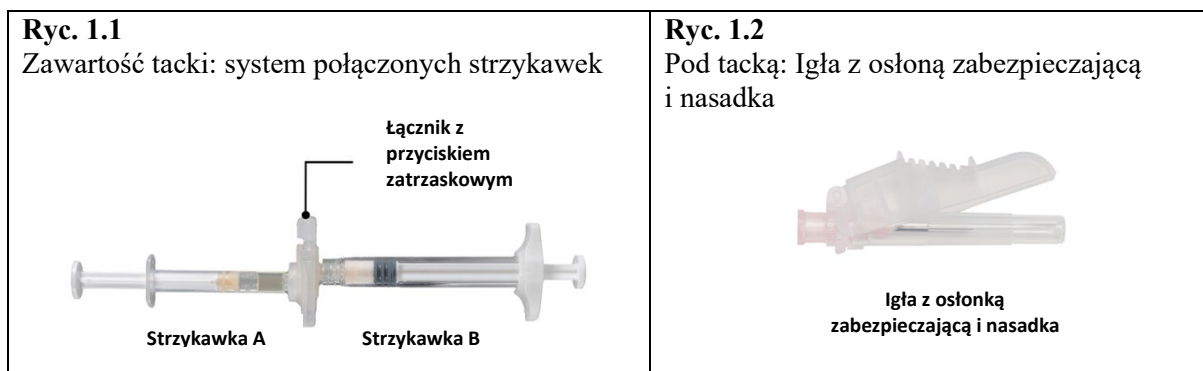 Ryc. 1.1
Zawartość tacki: system połączonych strzykawek
Łącznik z
przyciskiem
zatrzaskowym
Strzykawka A
Strzykawka B
Ryc. 1.2
Pod tacką: Igła z osłoną zabezpieczającą
i nasadka
Igła z osłonką
zabezpieczającą i nasadka